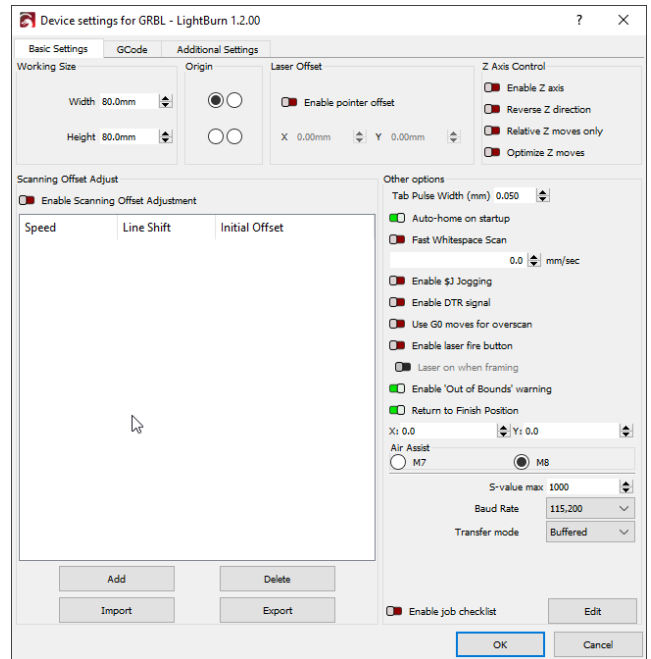 Device settings for GRBL - LightBurn 1.2.00
? ×
Basic Settings GCode Additional Settings
Working Size
Width 80.0mm
Height 80.0mm
Origin
Laser Offset
Enable pointer offset
X 0.00mm Y 0.00mm
Z Axis Control
Enable Z axis
Reverse Z direction
Relative Z moves only
Optimize Z moves
Scanning Offset Adjust
Enable Scanning Offset Adjustment
Speed Line Shift Initial Offset
Add Delete
Import Export
Other options
Tab Pulse Width (mm) 0.050
Auto-home on startup
Fast Whitespace Scan
0.0 mm/sec
Enable $J Jogging
Enable DTR signal
Use G0 moves for overscan
Enable laser fire button
Laser on when framing
Enable 'Out of Bounds' warning
Return to Finish Position
X: 0.0 Y: 0.0
Air Assist
M7 M8
S-value max 1000
Baud Rate 115,200
Transfer mode Buffered
Enable job checklist Edit
OK Cancel